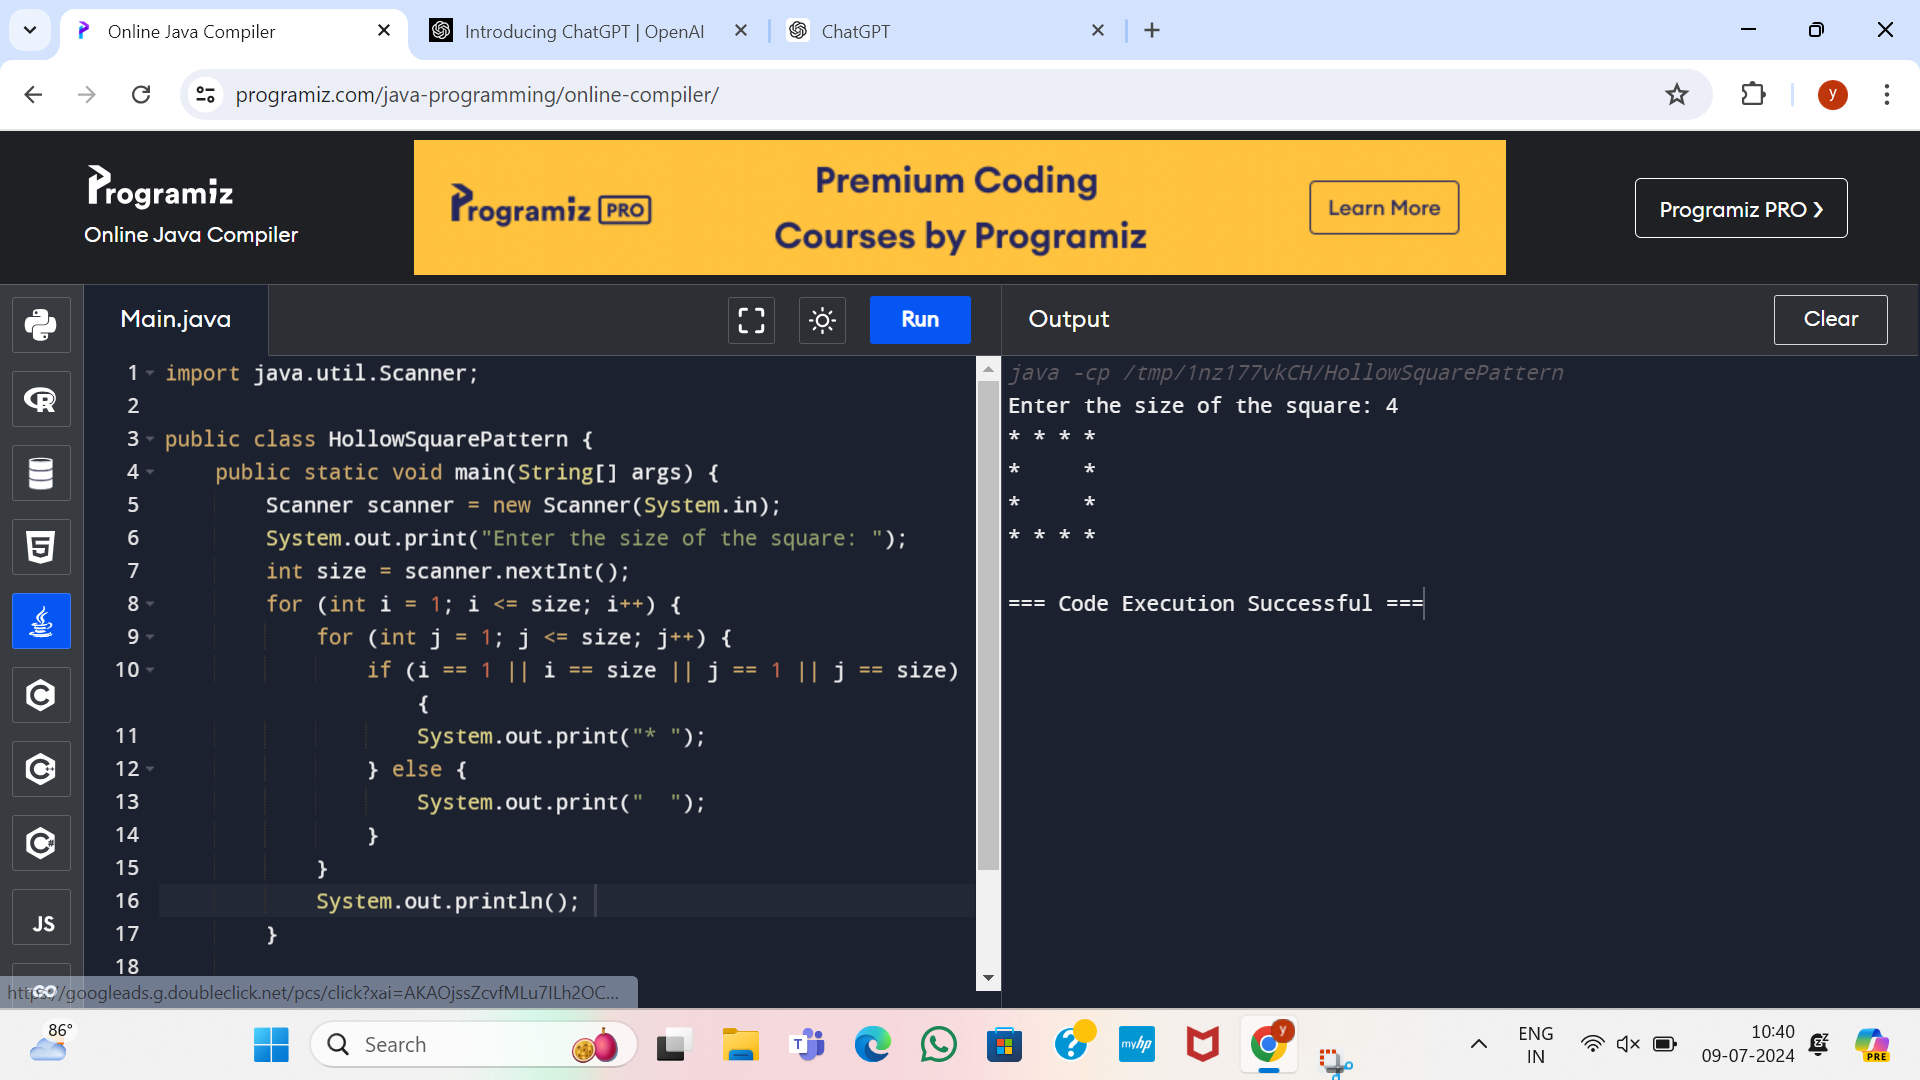 Online Java Compiler
Introducing ChatGPT | OpenAI
ChatGPT
programiz.com/java-programming/online-compiler/
y
Programiz
Online Java Compiler
Programiz PRO
Premium Coding
Courses by Programiz
Learn More
Programiz PRO ❯
Main.java
Run
Output
Clear
1 import java.util.Scanner;
2
3 public class HollowSquarePattern {
4     public static void main(String[] args) {
5         Scanner scanner = new Scanner(System.in);
6         System.out.print("Enter the size of the square: ");
7         int size = scanner.nextInt();
8         for (int i = 1; i <= size; i++) {
9             for (int j = 1; j <= size; j++) {
10                 if (i == 1 || i == size || j == 1 || j == size)
                    {
11                     System.out.print("* ");
12                 } else {
13                     System.out.print("  ");
14                 }
15             }
16             System.out.println();
17         }
18
java -cp /tmp/1nz177vkCH/HollowSquarePattern
Enter the size of the square: 4
* * * *
*     *
*     *
* * * *
=== Code Execution Successful ===
JS
GO
https://googleads.g.doubleclick.net/pcs/click?xai=AKAOjssZcvfMLu7ILh2OC...
86°
Search
T
myhp
y
ENG
IN
10:40
09-07-2024
PRE